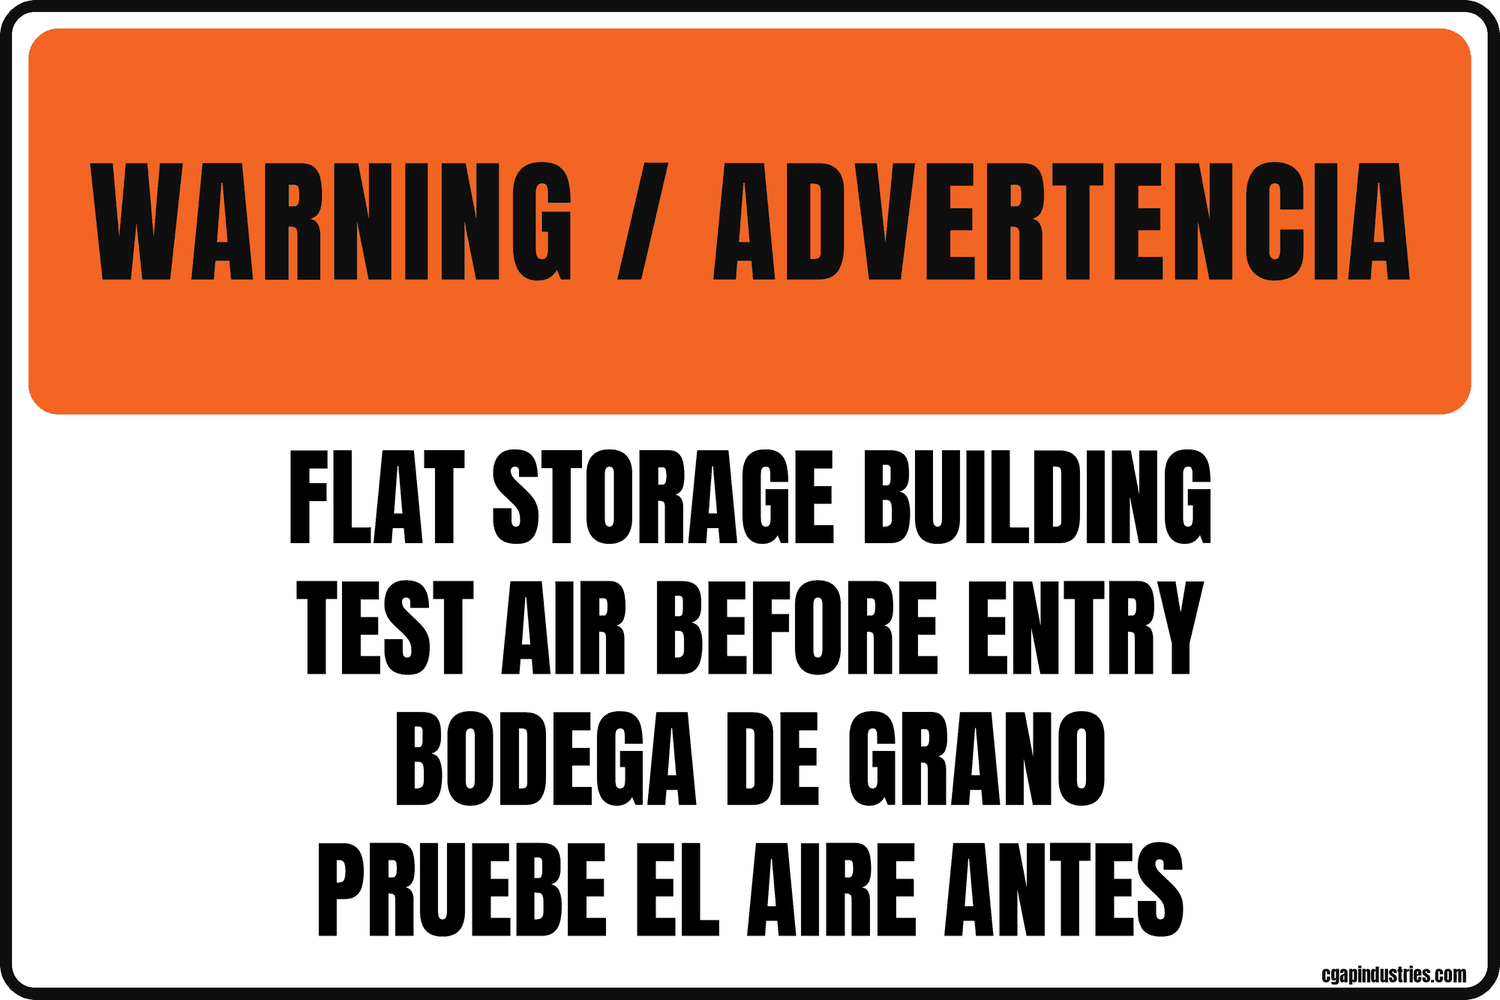 WARNING / ADVERTENCIA
FLAT STORAGE BUILDING
TEST AIR BEFORE ENTRY
BODEGA DE GRANO
PRUEBE EL AIRE ANTES
cgapindustries.com